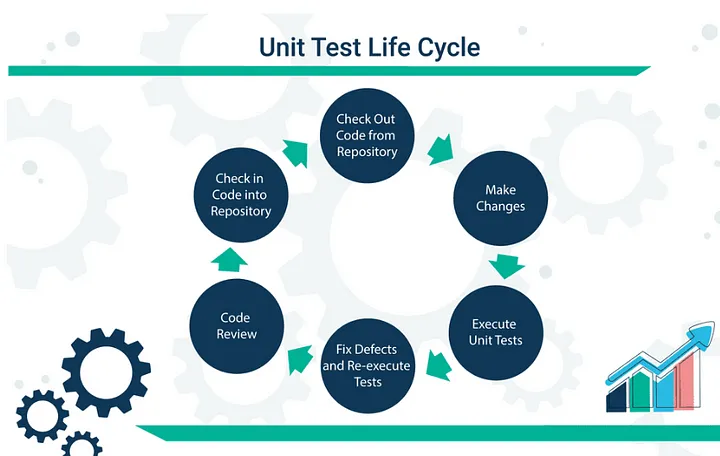 Unit Test Life Cycle
Check Out
Code from
Repository
Make
Changes
Execute
Unit Tests
Fix Defects
and Re-execute
Tests
Code
Review
Check in
Code into
Repository